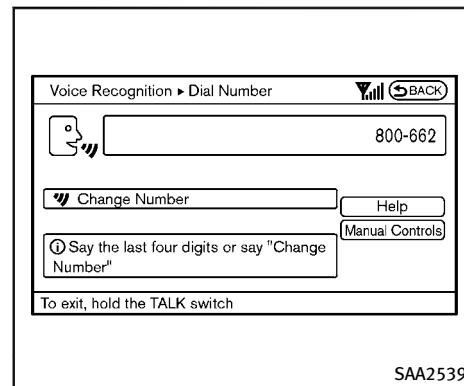 Voice Recognition ▸ Dial Number BACK
800-662
Change Number
Help
Manual Controls
Say the last four digits or say "Change
Number"
To exit, hold the TALK switch
SAA2539